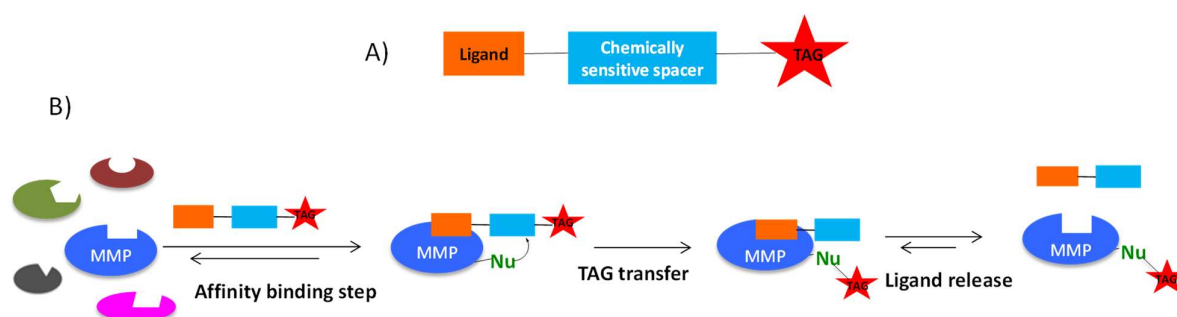 A)
Ligand
Chemically
sensitive spacer
TAG
B)
TAG
TAG
MMP
MMP
Nu
MMP
Nu
TAG
MMP
Nu
TAG
Affinity binding step
TAG transfer
Ligand release